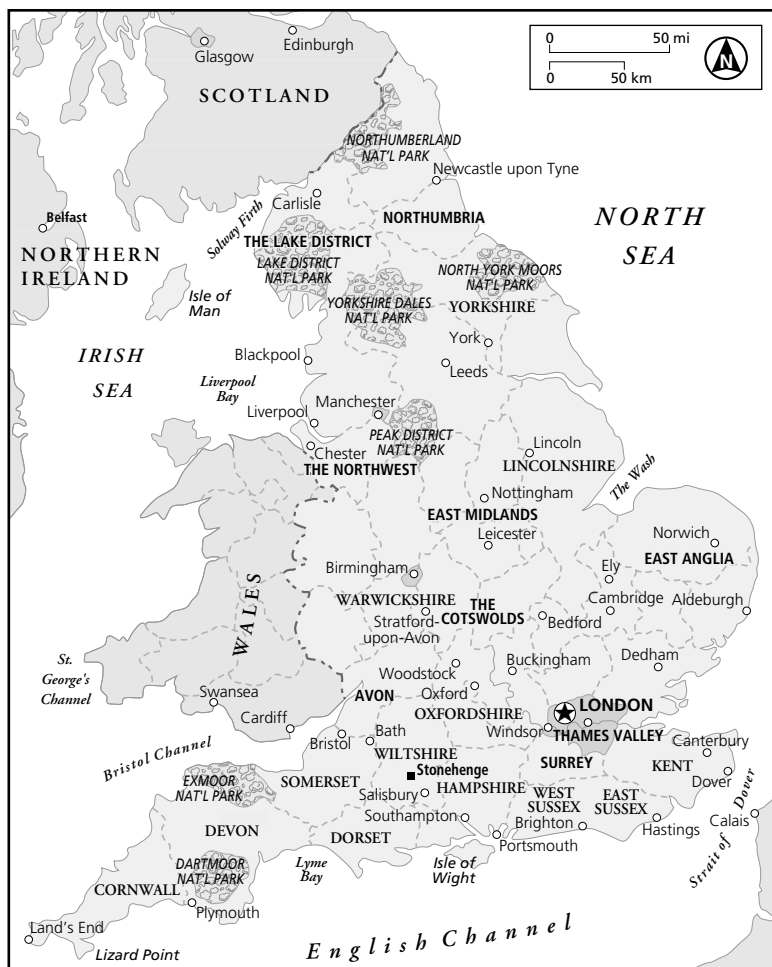 0 50 mi
0 50 km
N
Edinburgh
Glasgow
SCOTLAND
NORTHUMBERLAND
NAT'L PARK
Newcastle upon Tyne
Carlisle
Solway Firth
Belfast
NORTHUMBRIA
NORTH
SEA
NORTHERN
IRELAND
THE LAKE DISTRICT
LAKE DISTRICT
NAT'L PARK
NORTH YORK MOORS
NAT'L PARK
Isle of
Man
YORKSHIRE DALES
NAT'L PARK
YORKSHIRE
York
IRISH
SEA
Blackpool
Leeds
Liverpool
Bay
Manchester
Liverpool
PEAK DISTRICT
NAT'L PARK
Chester
THE NORTHWEST
Lincoln
LINCOLNSHIRE
The Wash
Nottingham
EAST MIDLANDS
Leicester
Norwich
EAST ANGLIA
Birmingham
Ely
WALES
WARWICKSHIRE
THE
COTSWOLDS
Cambridge
Aldeburgh
Stratford-
upon-Avon
Bedford
St.
George's
Channel
Woodstock
Buckingham
Dedham
Swansea
AVON
Oxford
LONDON
OXFORDSHIRE
Cardiff
Windsor
THAMES VALLEY
Bristol Channel
Bristol
Bath
WILTSHIRE
SURREY
Canterbury
KENT
Stonehenge
EXMOOR
NAT'L PARK
SOMERSET
HAMPSHIRE
Dover
Salisbury
WEST
SUSSEX
EAST
SUSSEX
Strait of Dover
Calais
DEVON
DORSET
Southampton
Brighton
Hastings
Portsmouth
DARTMOOR
NAT'L PARK
Lyme
Bay
Isle of
Wight
CORNWALL
Plymouth
Land's End
Lizard Point
English Channel